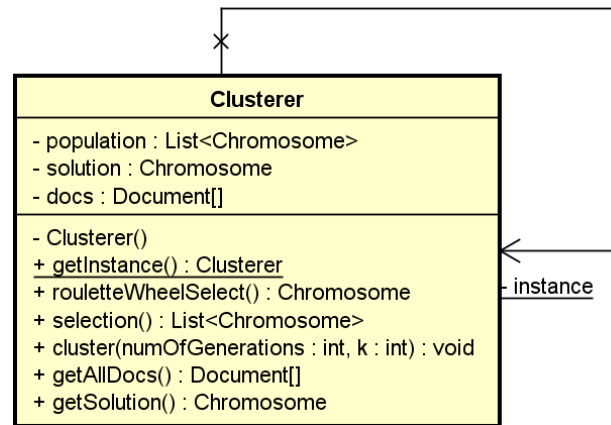 Clusterer
- population : List<Chromosome>
- solution : Chromosome
- docs : Document[]
- Clusterer()
+ getInstance() : Clusterer
+ rouletteWheelSelect() : Chromosome
- instance
+ selection() : List<Chromosome>
+ cluster(numOfGenerations : int, k : int) : void
+ getAllDocs() : Document[]
+ getSolution() : Chromosome